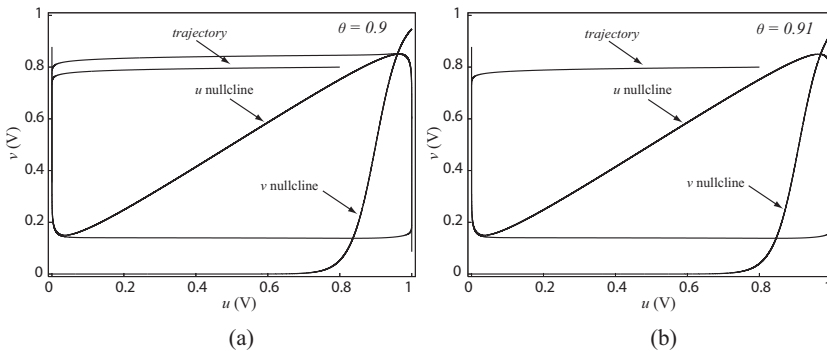 θ = 0.9
trajectory
u nullcline
v nullcline
v (V)
1
0.8
0.6
0.4
0.2
0
0
0.2
0.4
0.6
0.8
1
u (V)
(a)
θ = 0.91
trajectory
u nullcline
v nullcline
v (V)
1
0.8
0.6
0.4
0.2
0
0
0.2
0.4
0.6
0.8
1
u (V)
(b)